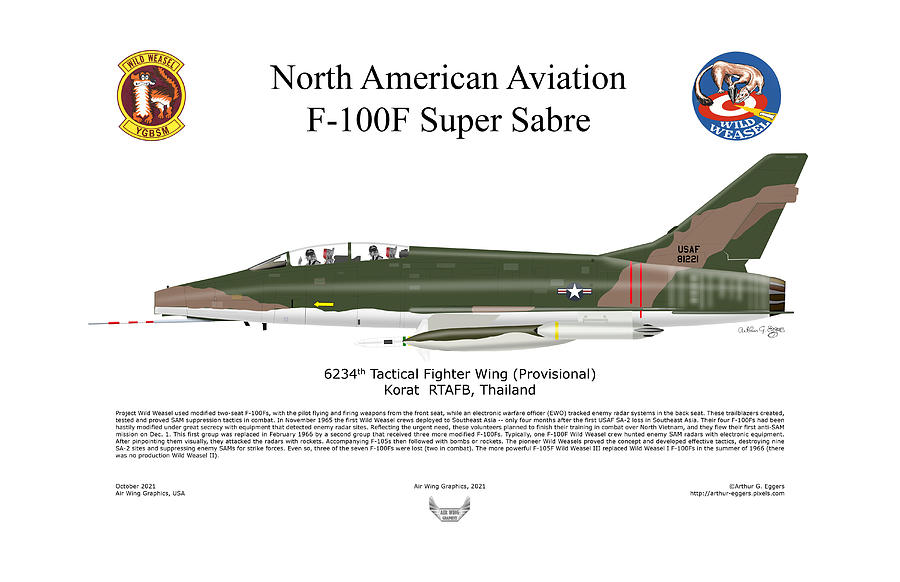 WILD WEASEL
YGBSM
North American Aviation
F-100F Super Sabre
WILD
WEASEL
USAF
81221
Arthur G. Eggers
6234th Tactical Fighter Wing (Provisional)
Korat RTAFB, Thailand
Project Wild Weasel used modified two-seat F-100Fs, with the pilot flying and firing weapons from the front seat, while an electronic warfare officer (EWO) tracked enemy radar systems in the back seat. These trailblazers created,
tested and proved SAM suppression tactics in combat. In November 1965 the first Wild Weasel crews deployed to Southeast Asia -- only four months after the first USAF SA-2 loss in Southeast Asia. Their four F-100Fs had been
hastily modified under great secrecy with equipment that detected enemy radar sites. Reflecting the urgent need, these volunteers planned to finish their training in combat over North Vietnam, and they flew their first anti-SAM
mission on Dec. 1. This first group was replaced in February 1966 by a second group that received three more modified F-100Fs. Typically, one F-100F Wild Weasel crew hunted enemy SAM radars with electronic equipment.
After pinpointing them visually, they attacked the radars with rockets. Accompanying F-105s then followed with bombs or rockets. The pioneer Wild Weasels proved the concept and developed effective tactics, destroying nine
SA-2 sites and suppressing enemy SAMs for strike forces. Even so, three of the seven F-100Fs were lost (two in combat). The more powerful F-105F Wild Weasel III replaced Wild Weasel I F-100Fs in the summer of 1966 (there
was no production Wild Weasel II).
October 2021
Air Wing Graphics, USA
Air Wing Graphics, 2021
AIR WING
GRAPHICS
©Arthur G. Eggers
http://arthur-eggers.pixels.com